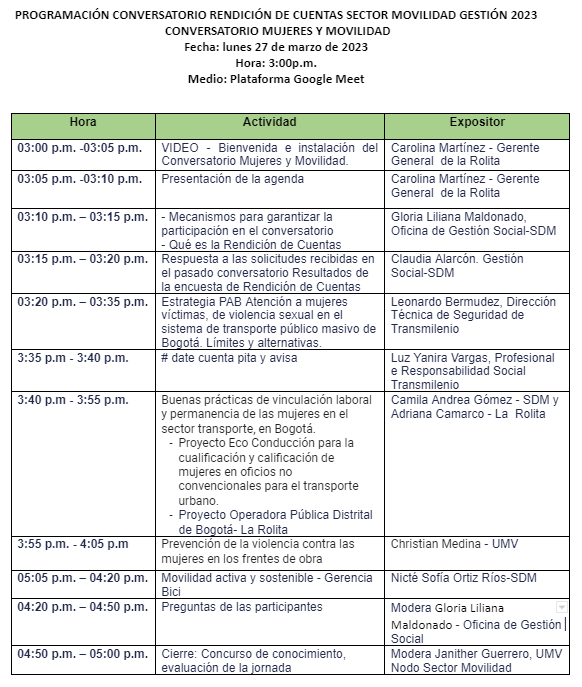 PROGRAMACIÓN CONVERSATORIO RENDICIÓN DE CUENTAS SECTOR MOVILIDAD GESTIÓN 2023
CONVERSATORIO MUJERES Y MOVILIDAD
Fecha: lunes 27 de marzo de 2023
Hora: 3:00p.m.
Medio: Plataforma Google Meet
Hora Actividad Expositor
03:00 p.m. -03:05 p.m. VIDEO - Bienvenida e instalación del Carolina Martínez - Gerente
Conversatorio Mujeres y Movilidad. General de la Rolita
03:05 p.m. -03:10 p.m. Presentación de la agenda Carolina Martínez - Gerente
General de la Rolita
03:10 p.m. – 03:15 p.m. - Mecanismos para garantizar la Gloria Liliana Maldonado,
participación en el conversatorio Oficina de Gestión Social-SDM
- Qué es la Rendición de Cuentas
03:15 p.m. – 03:20 p.m. Respuesta a las solicitudes recibidas en Claudia Alarcón. Gestión
el pasado conversatorio Resultados de Social-SDM
la encuesta de Rendición de Cuentas
03:20 p.m. – 03:35 p.m. Estrategia PAB Atención a mujeres Leonardo Bermudez, Dirección
víctimas, de violencia sexual en el Técnica de Seguridad de
sistema de transporte público masivo de Transmilenio
Bogotá. Límites y alternativas.
3:35 p.m - 3:40 p.m. # date cuenta pita y avisa Luz Yanira Vargas, Profesional
e Responsabilidad Social
Transmilenio
3:40 p.m - 3:55 p.m. Buenas prácticas de vinculación laboral Camila Andrea Gómez - SDM y
y permanencia de las mujeres en el Adriana Camarco - La Rolita
sector transporte, en Bogotá.
- Proyecto Eco Conducción para la
cualificación y calificación de
mujeres en oficios no
convencionales para el transporte
urbano.
- Proyecto Operadora Pública Distrital
de Bogotá- La Rolita
3:55 p.m. - 4:05 p.m Prevención de la violencia contra las Christian Medina - UMV
mujeres en los frentes de obra
05:05 p.m. – 04:20 p.m. Movilidad activa y sostenible - Gerencia Nicté Sofía Ortiz Ríos-SDM
Bici
04:20 p.m. – 04:50 p.m. Preguntas de las participantes Modera Gloria Liliana
Maldonado - Oficina de Gestión
Social
04:50 p.m. – 05:00 p.m. Cierre: Concurso de conocimiento, Modera Janither Guerrero, UMV
evaluación de la jornada Nodo Sector Movilidad